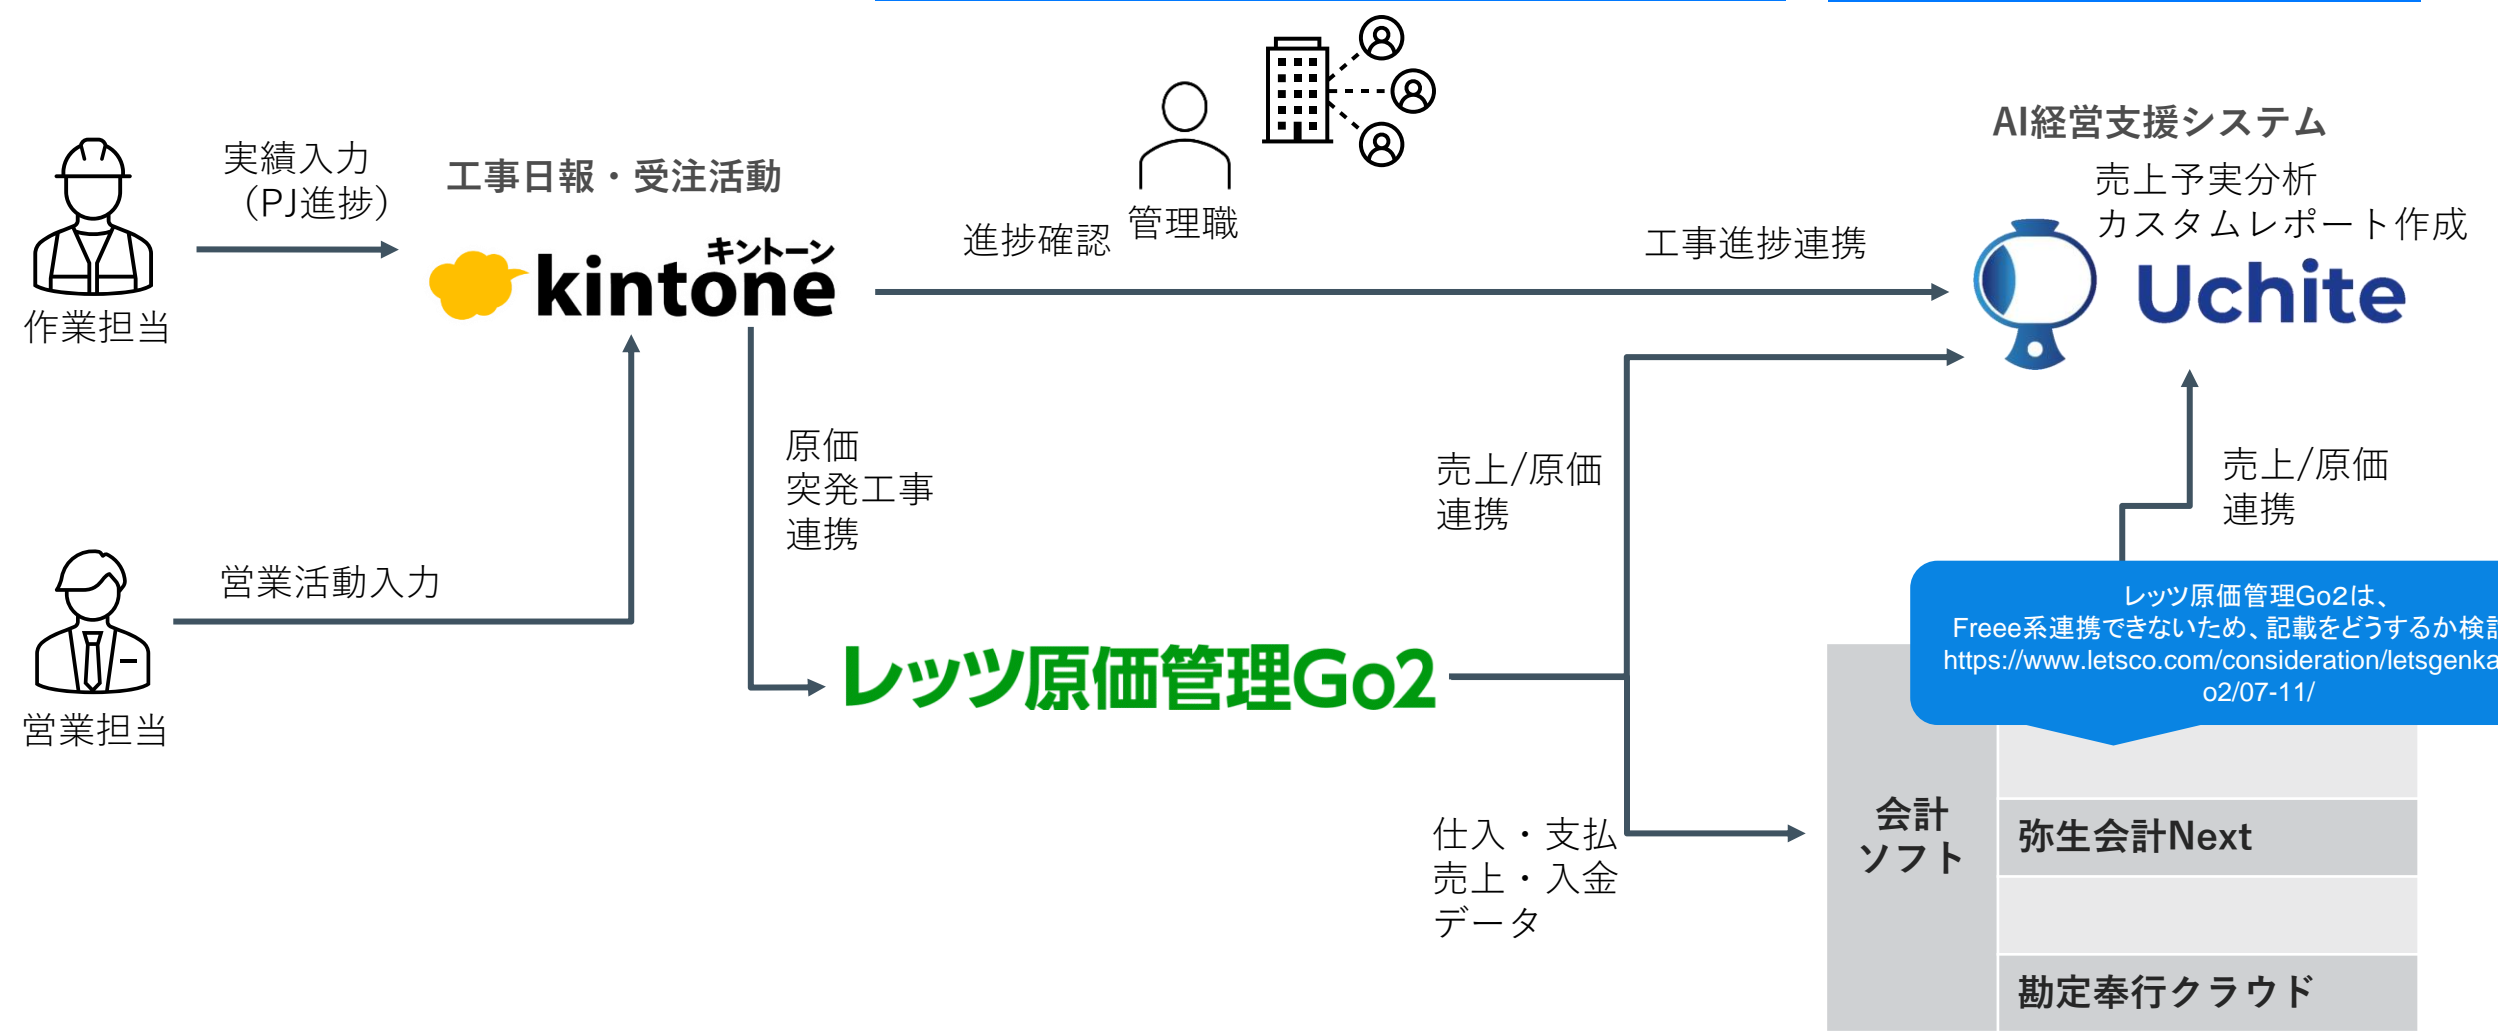 実績入力
（PJ進捗）
作業担当
工事日報・受注活動
キントーン
kintone
進捗確認
管理職
工事進捗連携
AI経営支援システム
売上予実分析
カスタムレポート作成
Uchite
営業活動入力
営業担当
原価
突発工事
連携
レッツ原価管理Go2
売上/原価
連携
売上/原価
連携
レッツ原価管理Go2は、
Freee系連携できないため、記載をどうするか検討
https://www.letsco.com/consideration/letsgenka
o2/07-11/
仕入・支払
売上・入金
データ
会計
ソフト
弥生会計Next
勘定奉行クラウド